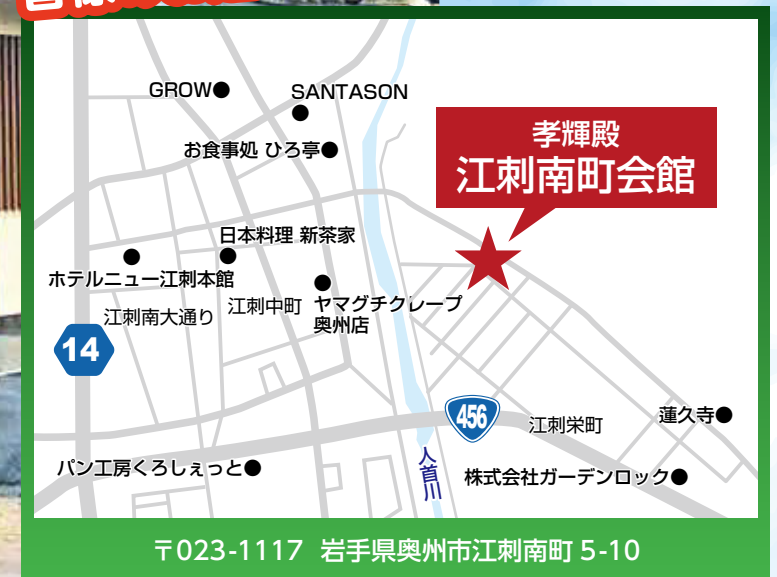 皆様
GROW
SANTASON
お食事処 ひろ亭
孝輝殿
江刺南町会館
日本料理 新茶家
ホテルニュー江刺本館
江刺南大通り
江刺中町
ヤマグチクレープ
奥州店
14
456
江刺栄町
蓮久寺
パン工房くろしぇっと
人首川
株式会社ガーデンロック
〒023-1117 岩手県奥州市江刺南町 5-10